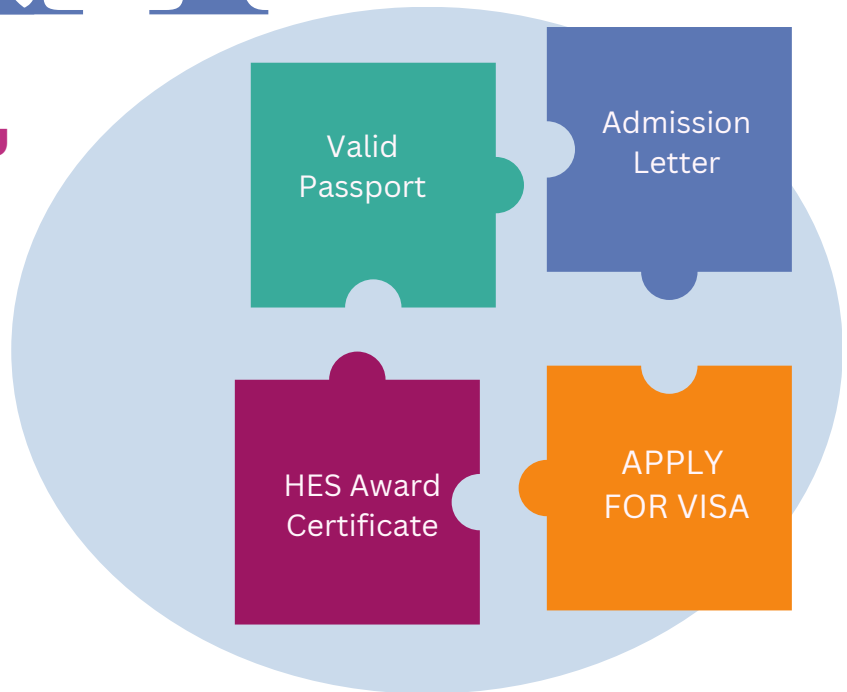 Valid
Passport
Admission
Letter
HES Award
Certificate
APPLY
FOR VISA